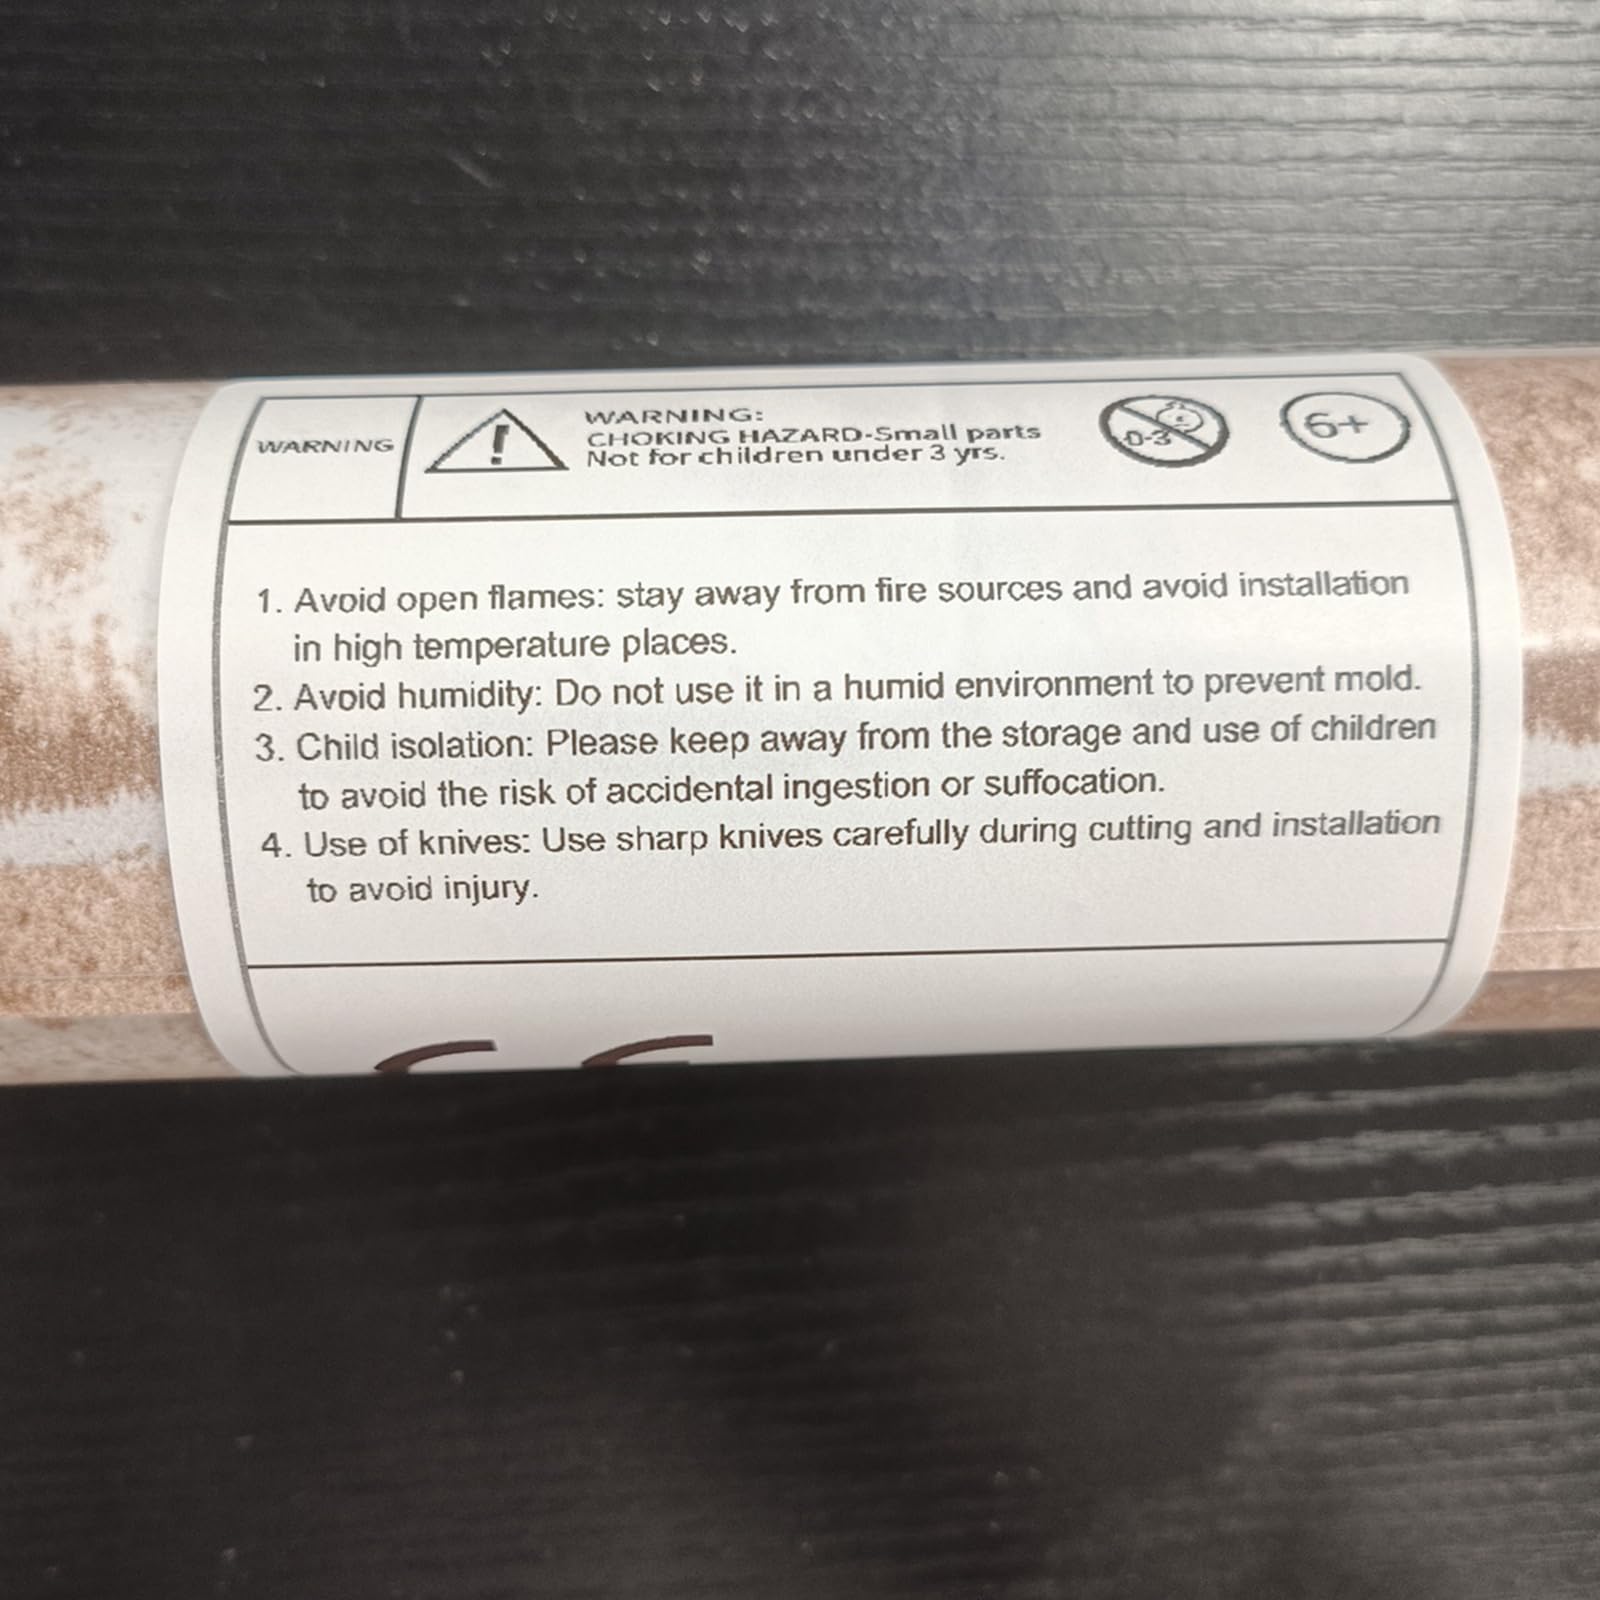 WARNING
WARNING:
CHOKING HAZARD-Small parts
Not for children under 3 yrs.
0-3
6+
1. Avoid open flames: stay away from fire sources and avoid installation
in high temperature places.
2. Avoid humidity: Do not use it in a humid environment to prevent mold.
3. Child isolation: Please keep away from the storage and use of children
to avoid the risk of accidental ingestion or suffocation.
4. Use of knives: Use sharp knives carefully during cutting and installation
to avoid injury.